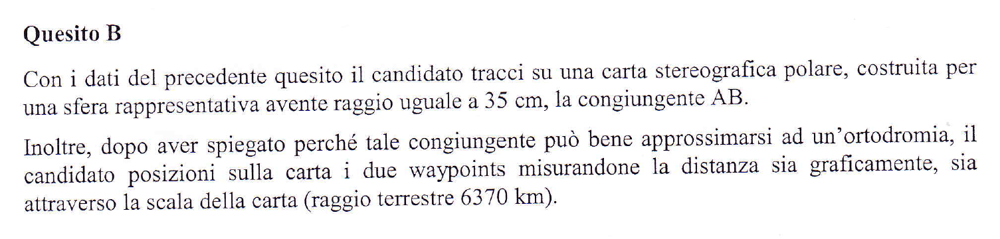 Quesito B
Con i dati del precedente quesito il candidato tracci su una carta stereografica polare, costruita per
una sfera rappresentativa avente raggio uguale a 35 cm, la congiungente AB.
Inoltre, dopo aver spiegato perché tale congiungente può bene approssimarsi ad un’ortodromia, il
candidato posizioni sulla carta i due waypoints misurandone la distanza sia graficamente, sia
attraverso la scala della carta (raggio terrestre 6370 km).